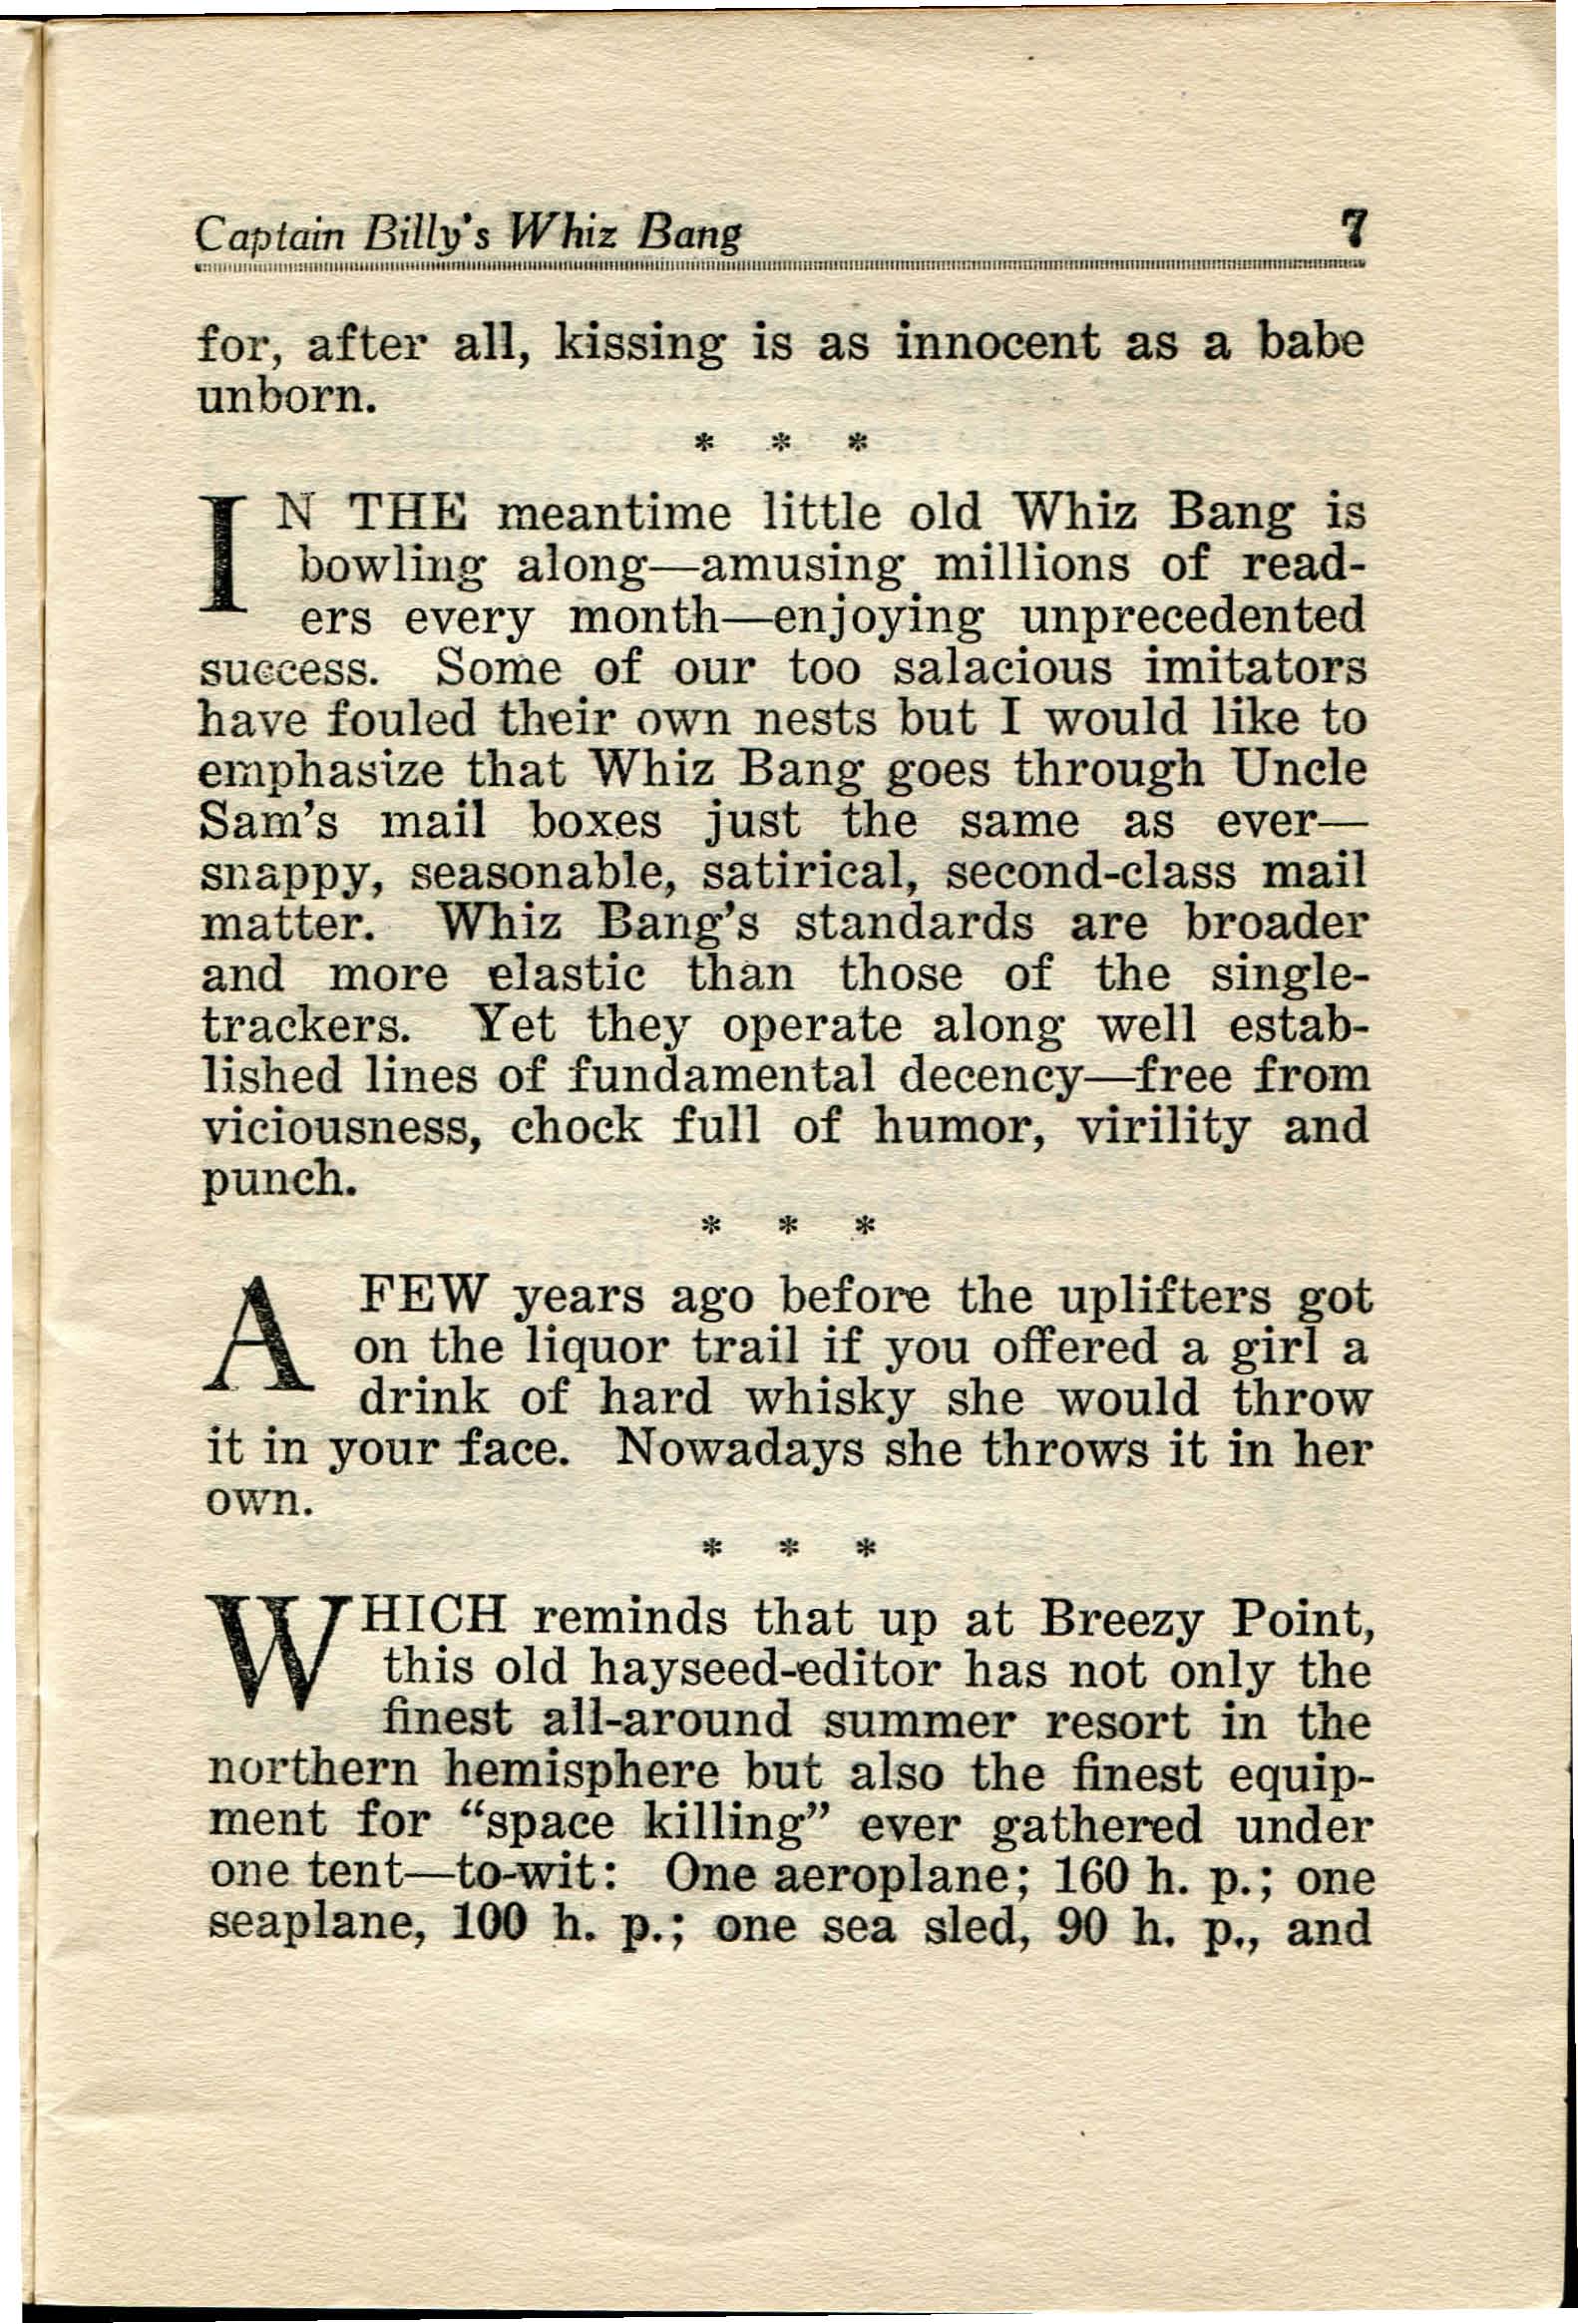 Captain Billy's Whiz Bang 7
for, after all, kissing is as innocent as a babe
unborn.
* * *
IN THE meantime little old Whiz Bang is
bowling along—amusing millions of read-
ers every month—enjoying unprecedented
success. Some of our too salacious imitators
have fouled their own nests but I would like to
emphasize that Whiz Bang goes through Uncle
Sam's mail boxes just the same as ever—
snappy, seasonable, satirical, second-class mail
matter. Whiz Bang's standards are broader
and more elastic than those of the single-
trackers. Yet they operate along well estab-
lished lines of fundamental decency—free from
viciousness, chock full of humor, virility and
punch.
* * *
A FEW years ago before the uplifters got
on the liquor trail if you offered a girl a
drink of hard whisky she would throw
it in your face. Nowadays she throws it in her
own.
* * *
WHICH reminds that up at Breezy Point,
this old hayseed-editor has not only the
finest all-around summer resort in the
northern hemisphere but also the finest equip-
ment for “space killing” ever gathered under
one tent—to-wit: One aeroplane; 160 h. p.; one
seaplane, 100 h. p.; one sea sled, 90 h. p., and